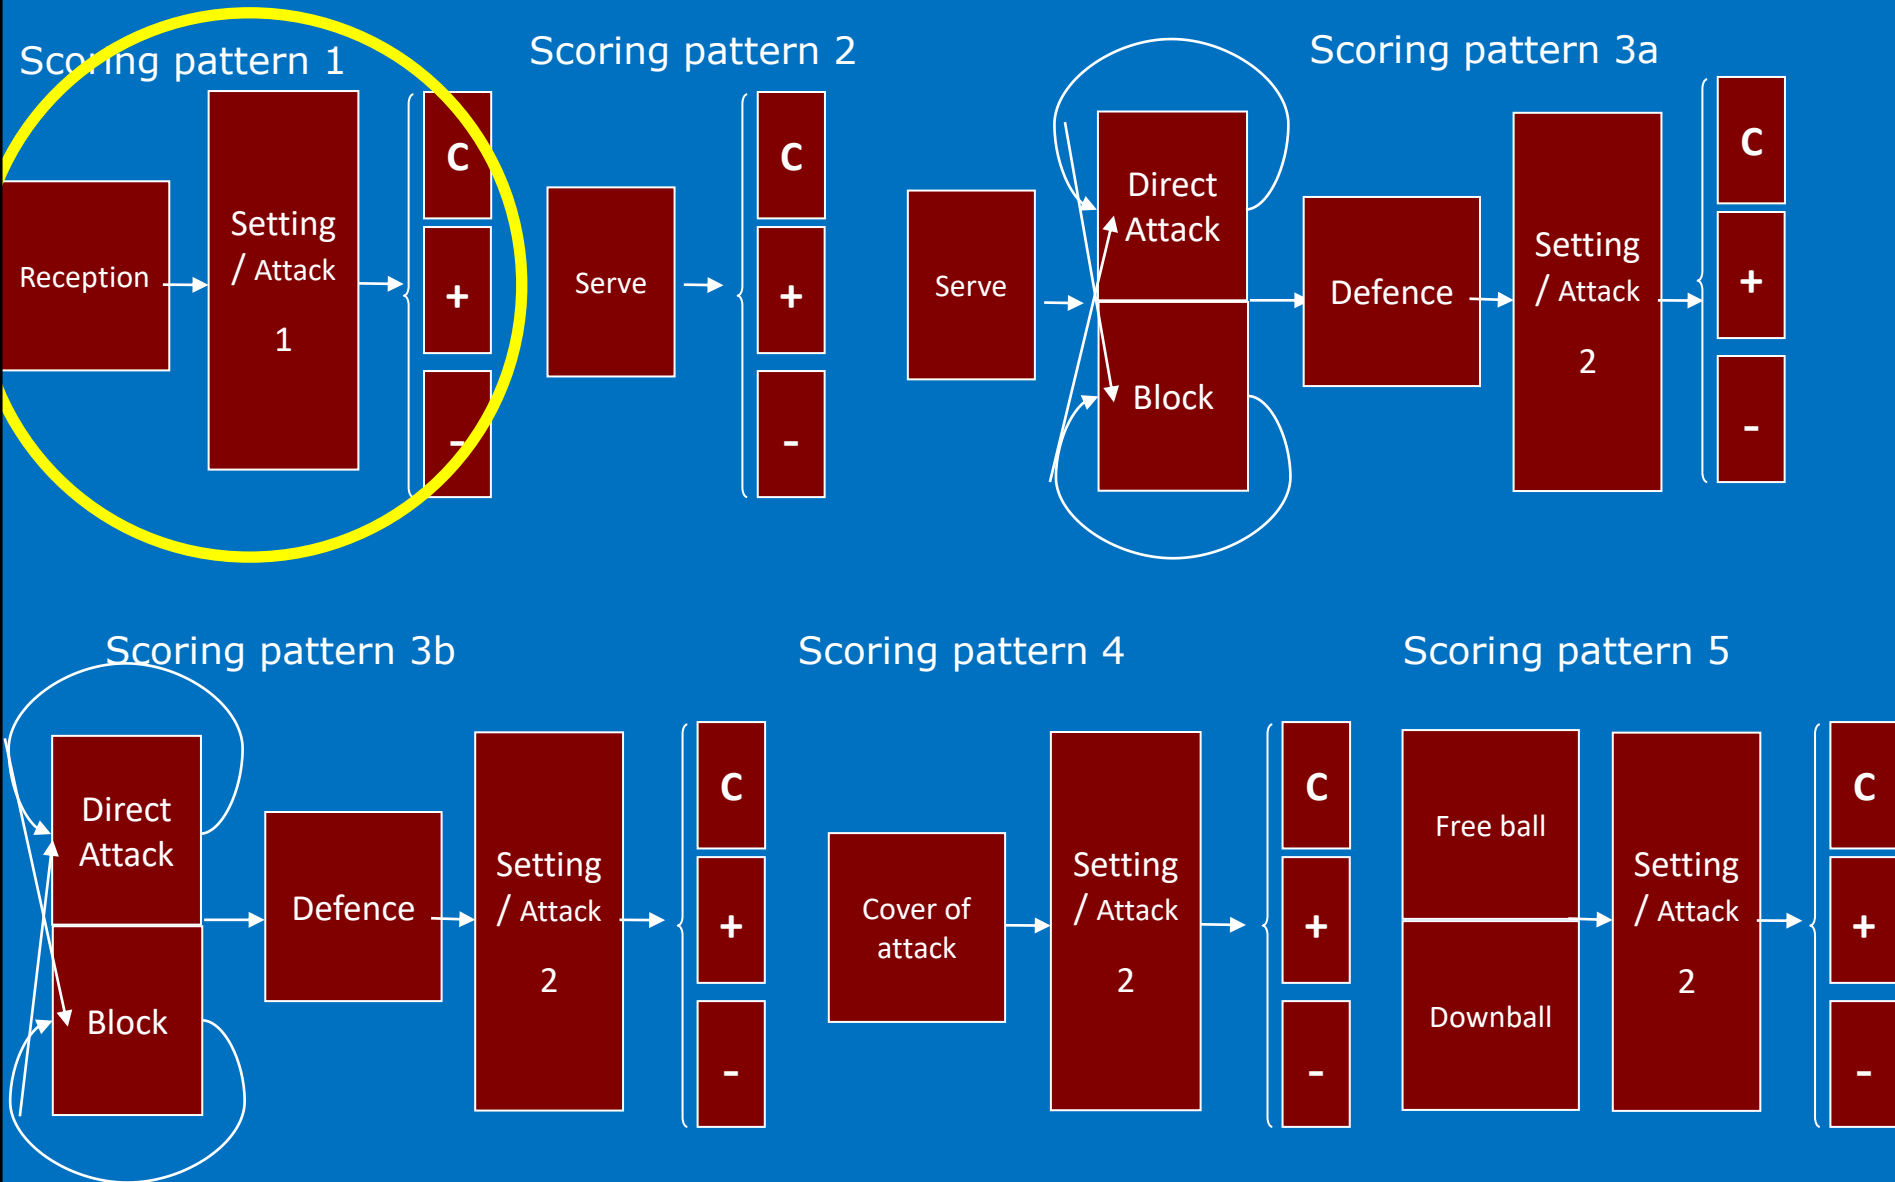 Scoring pattern 1
Reception
Setting
/ Attack
1
C
+
-
Scoring pattern 2
Serve
C
+
-
Scoring pattern 3a
Serve
Direct
Attack
Block
Defence
Setting
/ Attack
2
C
+
-
Scoring pattern 3b
Direct
Attack
Block
Defence
Setting
/ Attack
2
C
+
-
Scoring pattern 4
Cover of
attack
Setting
/ Attack
2
C
+
-
Scoring pattern 5
Free ball
Downball
Setting
/ Attack
2
C
+
-